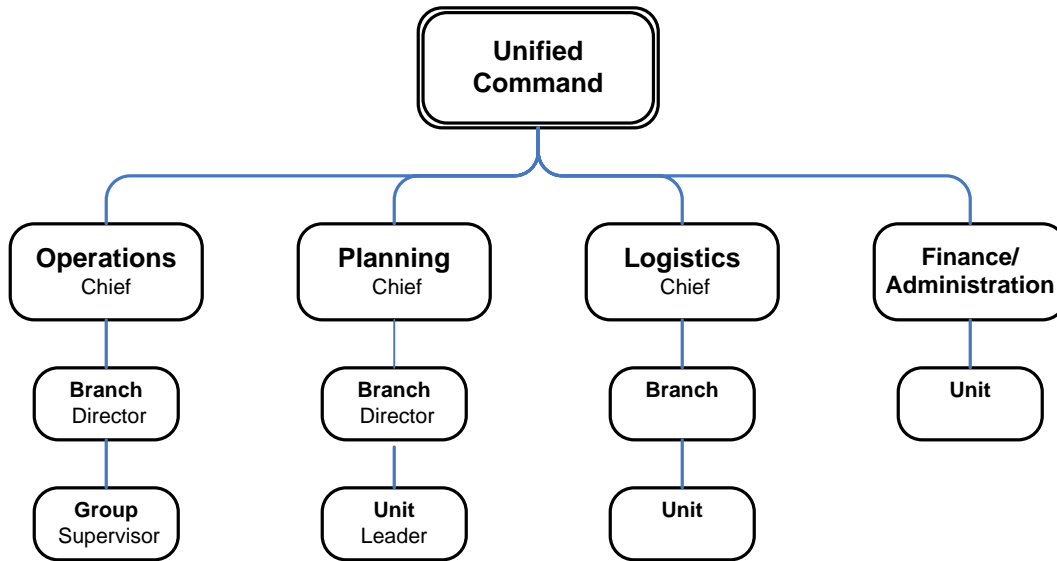 Unified
Command
Operations
Chief
Planning
Chief
Logistics
Chief
Finance/
Administration
Branch
Director
Branch
Director
Branch
Unit
Group
Supervisor
Unit
Leader
Unit